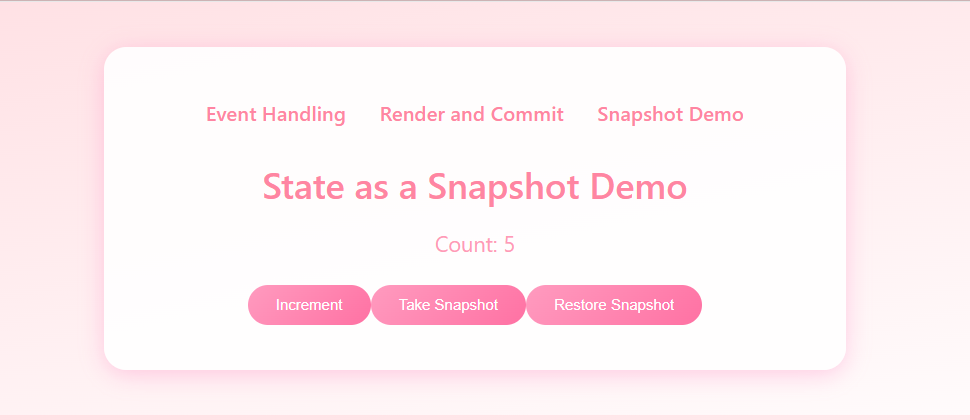 Event Handling Render and Commit Snapshot Demo
State as a Snapshot Demo
Count: 5
Increment Take Snapshot Restore Snapshot